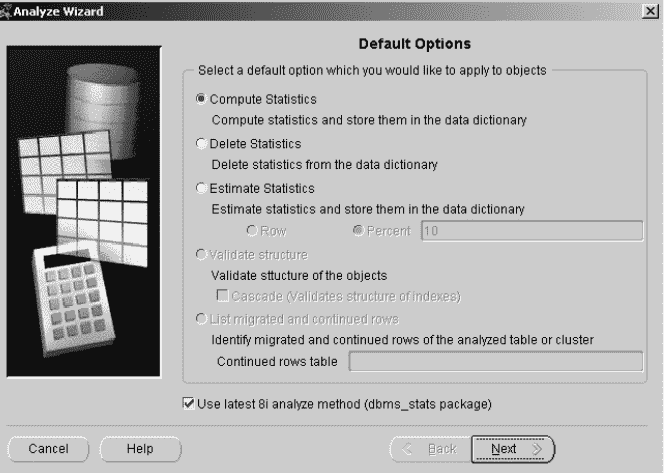 Analyze Wizard
Default Options
Select a default option which you would like to apply to objects
Compute Statistics
Compute statistics and store them in the data dictionary
Delete Statistics
Delete statistics from the data dictionary
Estimate Statistics
Estimate statistics and store them in the data dictionary
Row Percent 10
Validate structure
Validate sttucture of the objects
Cascade (Validates structure of indexes)
List migrated and continued rows
Identify migrated and continued rows of the analyzed table or cluster
Continued rows table
Use latest 8i analyze method (dbms_stats package)
Cancel Help Back Next